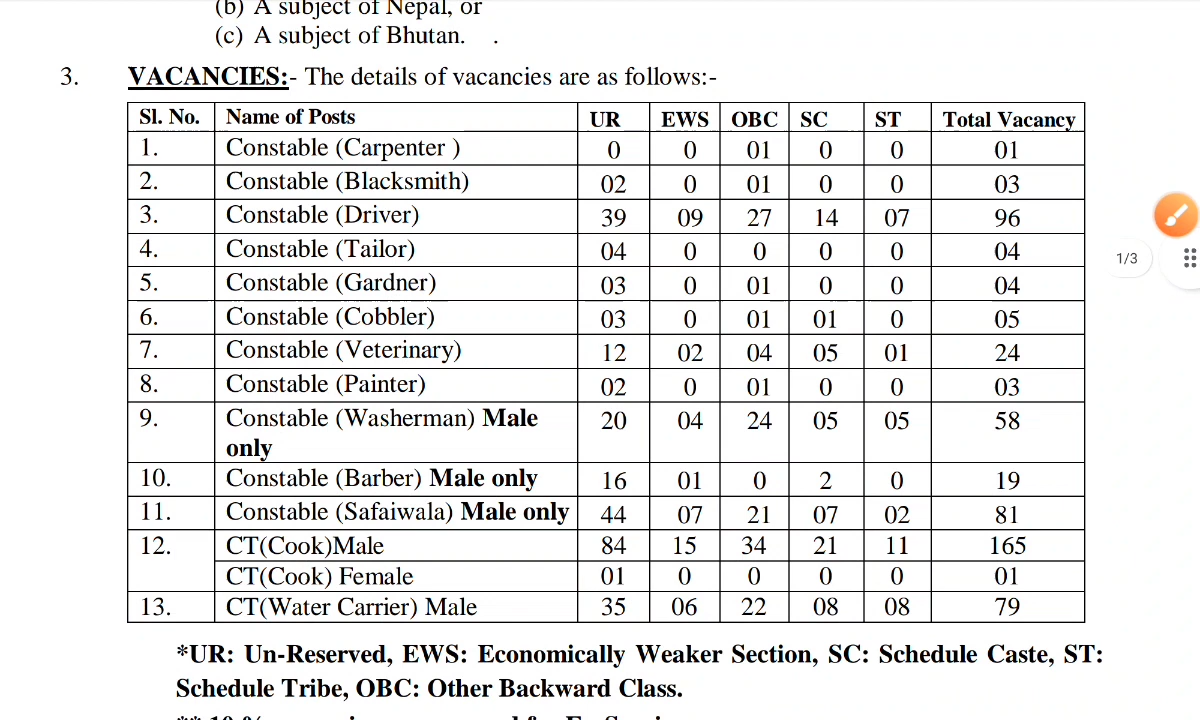 (b) A subject of Nepal, or
(c) A subject of Bhutan. .
3. VACANCIES:- The details of vacancies are as follows:-
Sl. No. Name of Posts UR EWS OBC SC ST Total Vacancy
1. Constable (Carpenter ) 0 0 01 0 0 01
2. Constable (Blacksmith) 02 0 01 0 0 03
3. Constable (Driver) 39 09 27 14 07 96
4. Constable (Tailor) 04 0 0 0 0 04
5. Constable (Gardner) 03 0 01 0 0 04
6. Constable (Cobbler) 03 0 01 01 0 05
7. Constable (Veterinary) 12 02 04 05 01 24
8. Constable (Painter) 02 0 01 0 0 03
9. Constable (Washerman) Male 20 04 24 05 05 58
only
10. Constable (Barber) Male only 16 01 0 2 0 19
11. Constable (Safaiwala) Male only 44 07 21 07 02 81
12. CT(Cook)Male 84 15 34 21 11 165
CT(Cook) Female 01 0 0 0 0 01
13. CT(Water Carrier) Male 35 06 22 08 08 79
*UR: Un-Reserved, EWS: Economically Weaker Section, SC: Schedule Caste, ST:
Schedule Tribe, OBC: Other Backward Class.
1/3